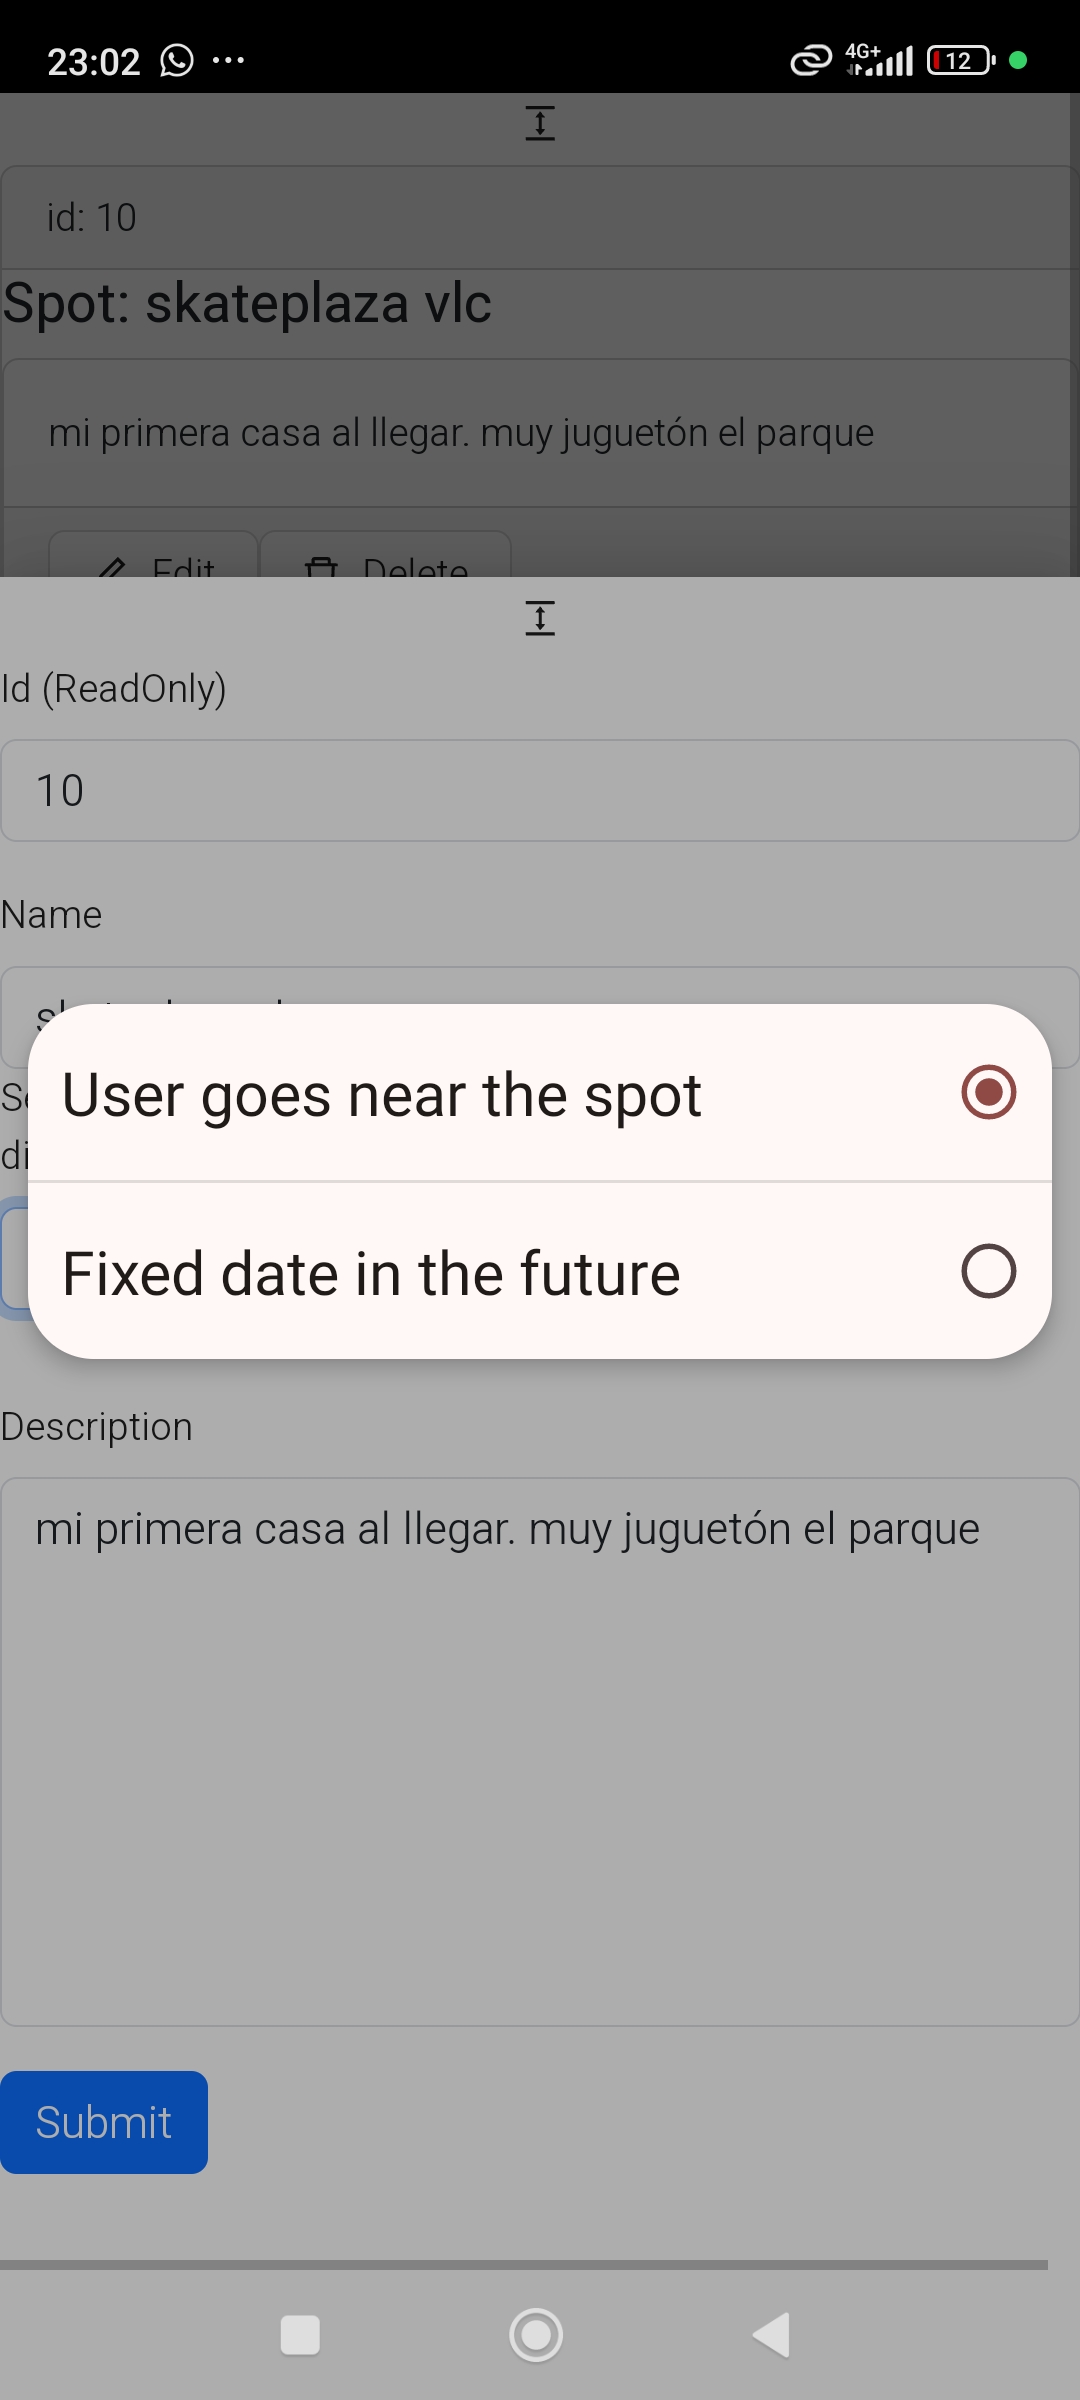 23:02 ... 4G+ 12
id: 10
Spot: skateplaza vlc
mi primera casa al llegar. muy juguetón el parque
Edit Delete
Id (ReadOnly)
10
Name
User goes near the spot
Fixed date in the future
Description
mi primera casa al llegar. muy juguetón el parque
Submit